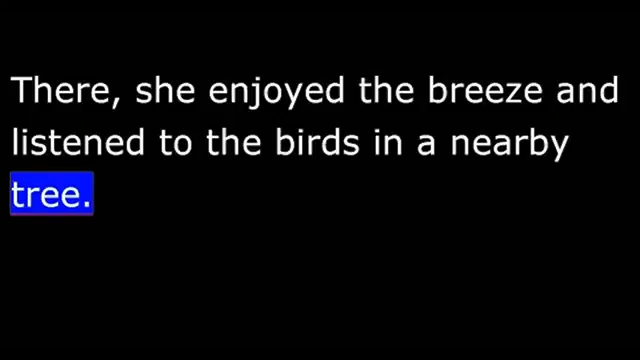 There, she enjoyed the breeze and
listened to the birds in a nearby
tree.